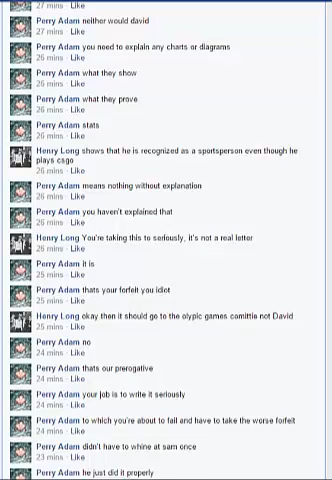 27 mins · Like
Perry Adam neither would david
27 mins · Like
Perry Adam you need to explain any charts or diagrams
26 mins · Like
Perry Adam what they show
26 mins · Like
Perry Adam what they prove
26 mins · Like
Perry Adam stats
26 mins · Like
Henry Long shows that he is recognized as a sportsperson even though he
plays csgo
26 mins · Like
Perry Adam means nothing without explanation
26 mins · Like
Perry Adam you haven't explained that
26 mins · Like
Henry Long You're taking this to seriously, it's not a real letter
26 mins · Like
Perry Adam it is
25 mins · Like
Perry Adam thats your forfeit you idiot
25 mins · Like
Henry Long okay then it should go to the olypic games comittie not David
25 mins · Like
Perry Adam no
24 mins · Like
Perry Adam thats our prerogative
24 mins · Like
Perry Adam your job is to write it seriously
24 mins · Like
Perry Adam to which you're about to fail and have to take the worse forfeit
24 mins · Like
Perry Adam didn't have to whine at sam once
23 mins · Like
Perry Adam he just did it properly